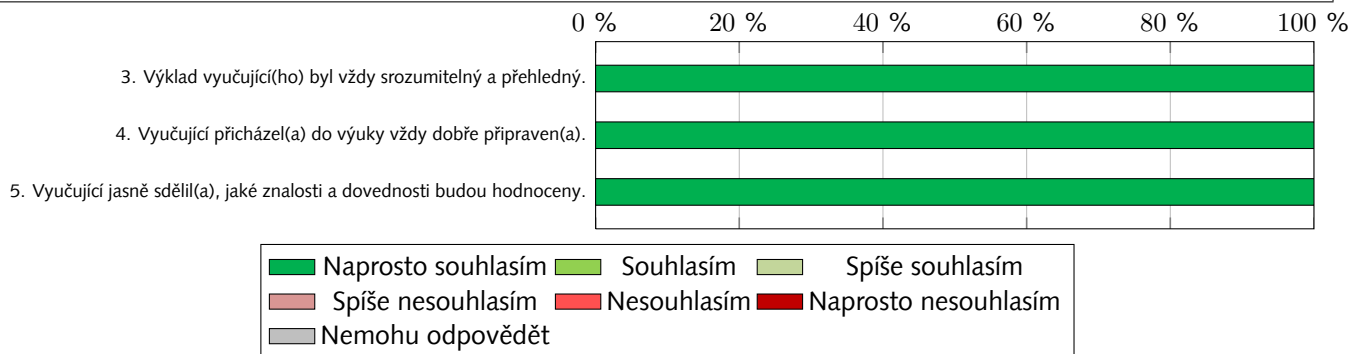 0 % 20 % 40 % 60 % 80 % 100 %
3. Výklad vyučující(ho) byl vždy srozumitelný a přehledný.
4. Vyučující přicházel(a) do výuky vždy dobře připraven(a).
5. Vyučující jasně sdělil(a), jaké znalosti a dovednosti budou hodnoceny.
Naprosto souhlasím Souhlasím Spíše souhlasím
Spíše nesouhlasím Nesouhlasím Naprosto nesouhlasím
Nemohu odpovědět